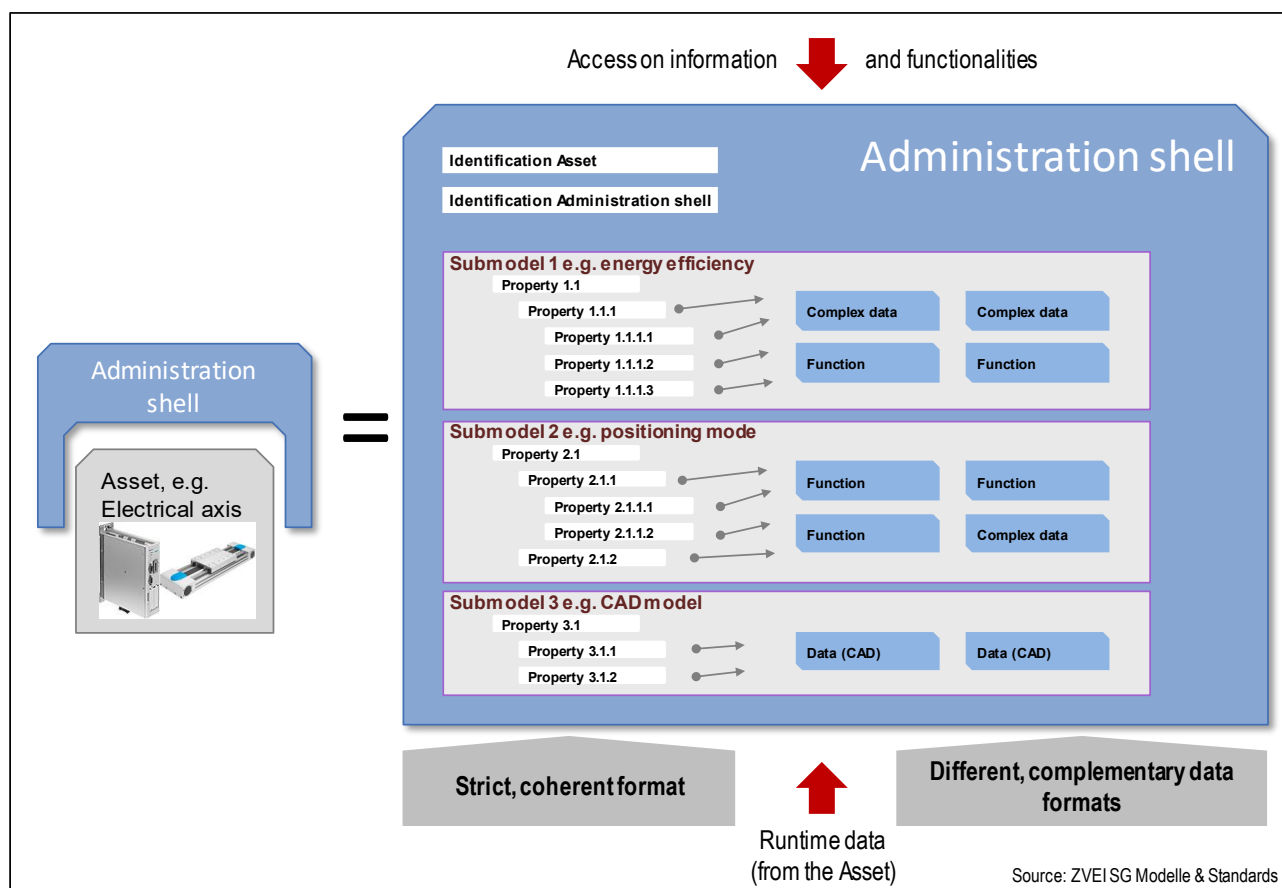 Access on information and functionalities
Administration shell
Identification Asset
Identification Administration shell
Submodel 1 e.g. energy efficiency
Property 1.1
Property 1.1.1
Property 1.1.1.1
Property 1.1.1.2
Property 1.1.1.3
Complex data
Complex data
Function
Function
Submodel 2 e.g. positioning mode
Property 2.1
Property 2.1.1
Property 2.1.1.1
Property 2.1.1.2
Property 2.1.2
Function
Function
Function
Complex data
Submodel 3 e.g. CAD model
Property 3.1
Property 3.1.1
Property 3.1.2
Data (CAD)
Data (CAD)
Administration
shell
Asset, e.g.
Electrical axis
=
Strict, coherent format
Different, complementary data
formats
Runtime data
(from the Asset)
Source: ZVEI SG Modelle & Standards